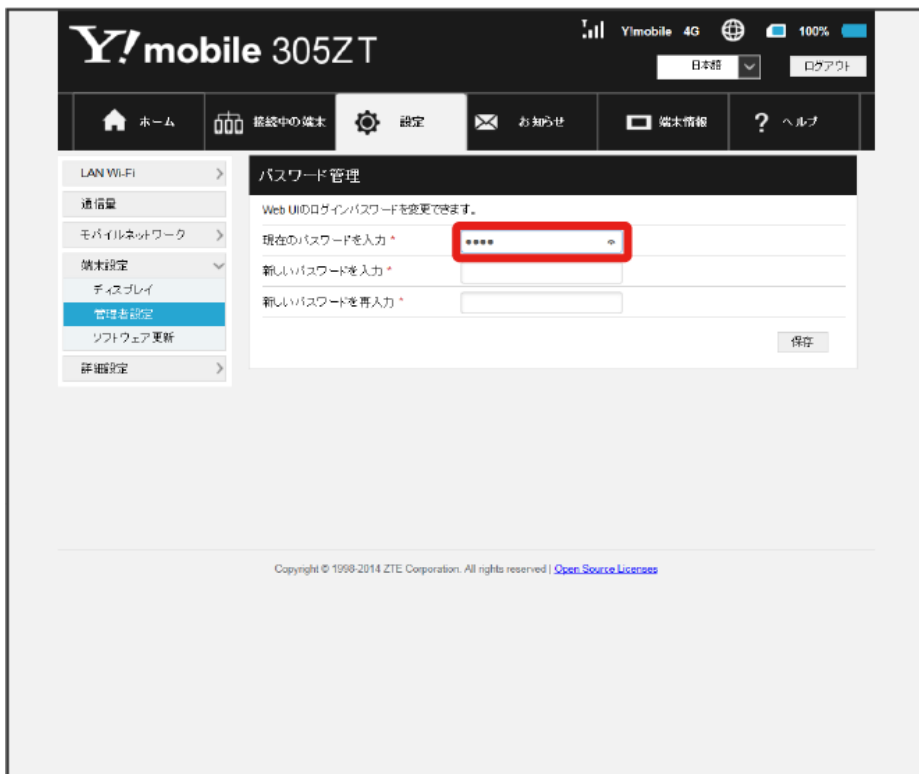 Y!mobile 305ZT
Y!mobile 4G 100%
日本語 ログアウト
ホーム 接続中の端末 設定 お知らせ 端末情報 ? ヘルプ
LAN Wi-Fi
通信量
モバイルネットワーク
端末設定
ディスプレイ
管理者設定
ソフトウェア更新
詳細設定
パスワード管理
Web UIのログインパスワードを変更できます。
現在のパスワードを入力 * ••••
新しいパスワードを入力 *
新しいパスワードを再入力 *
保存
Copyright © 1998-2014 ZTE Corporation. All rights reserved | Open Source Licenses